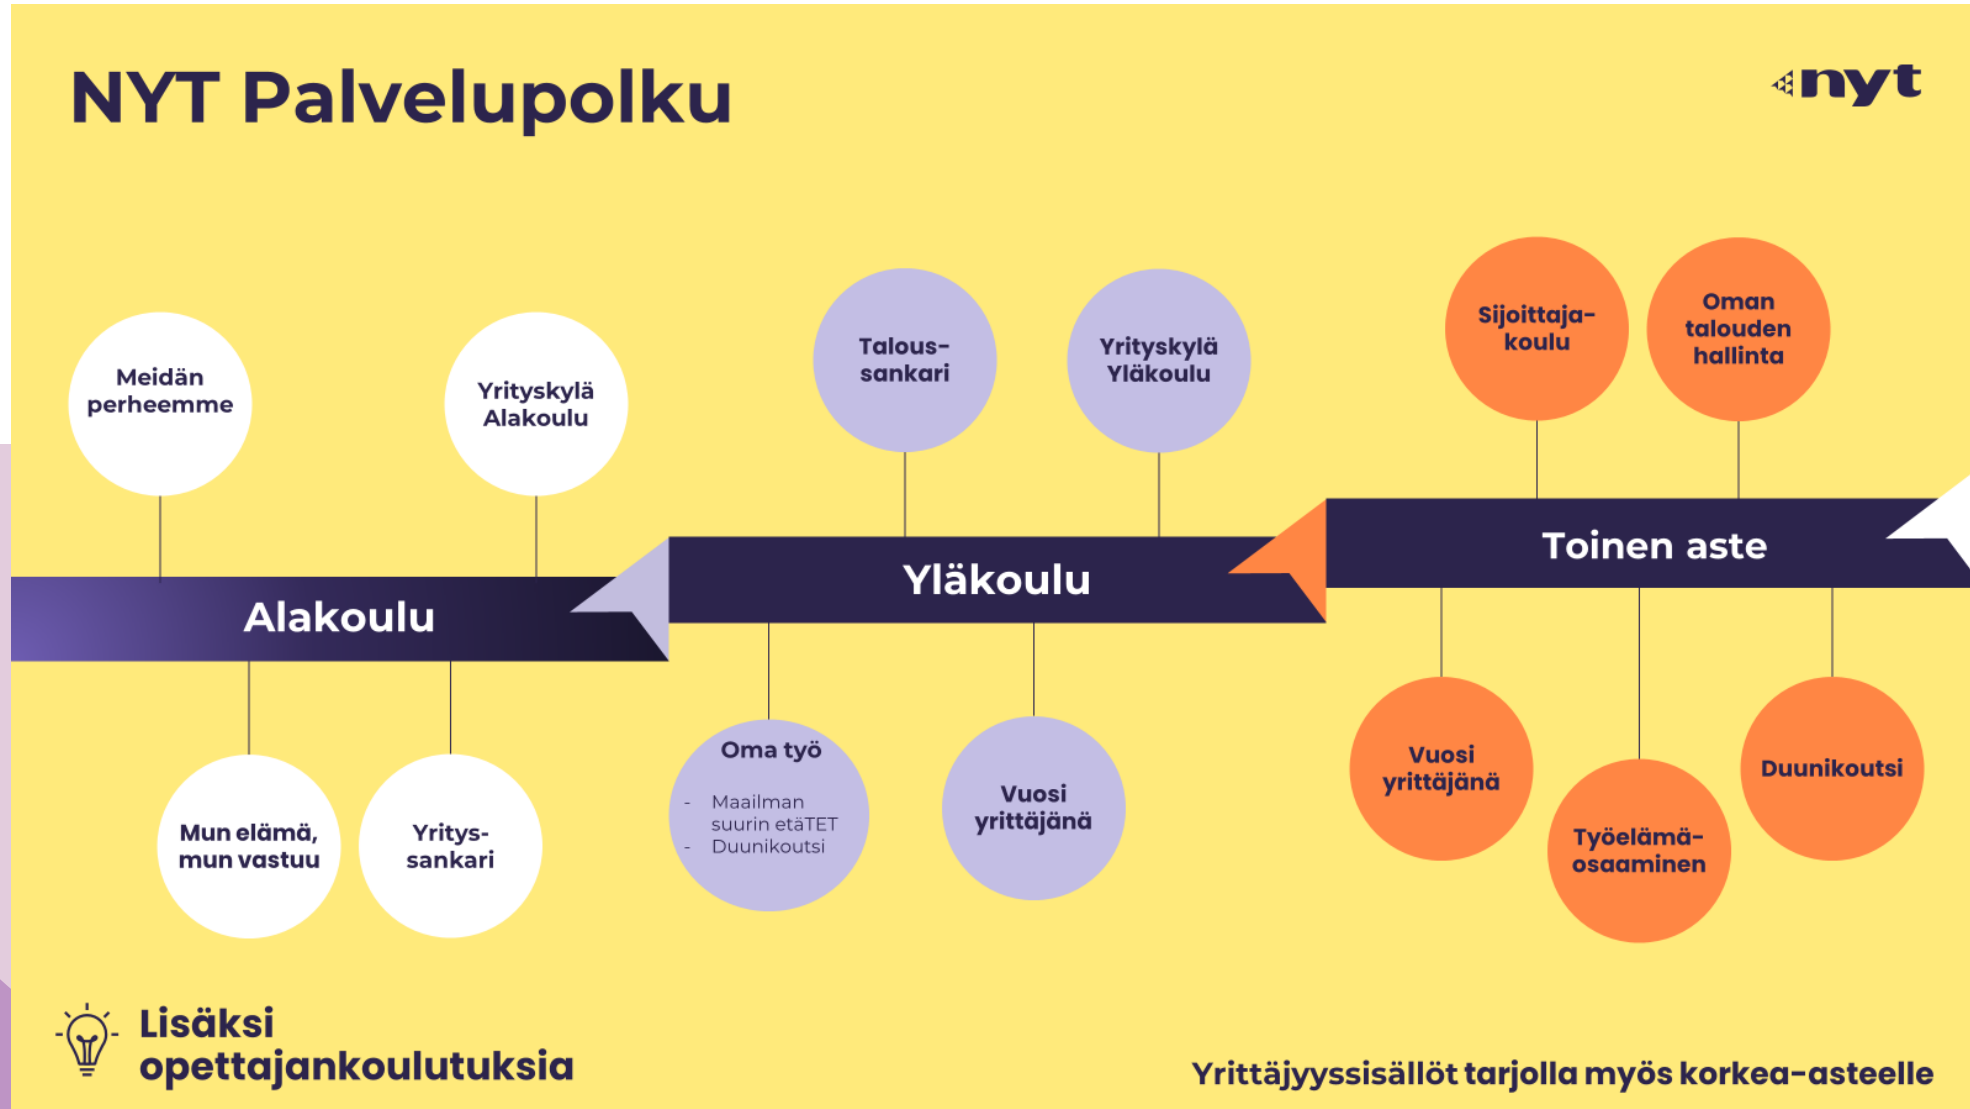 NYT Palvelupolku
nyt
Meidän
perheemme
Yrityskylä
Alakoulu
Talous-
sankari
Yrityskylä
Yläkoulu
Sijoittaja-
koulu
Oman
talouden
hallinta
Alakoulu
Yläkoulu
Toinen aste
Mun elämä,
mun vastuu
Yritys-
sankari
Oma työ
- Maailman
suurin etäTET
- Duunikoutsi
Vuosi
yrittäjänä
Vuosi
yrittäjänä
Työelämä-
osaaminen
Duunikoutsi
Lisäksi
opettajankoulutuksia
Yrittäjyyssisällöt tarjolla myös korkea-asteelle